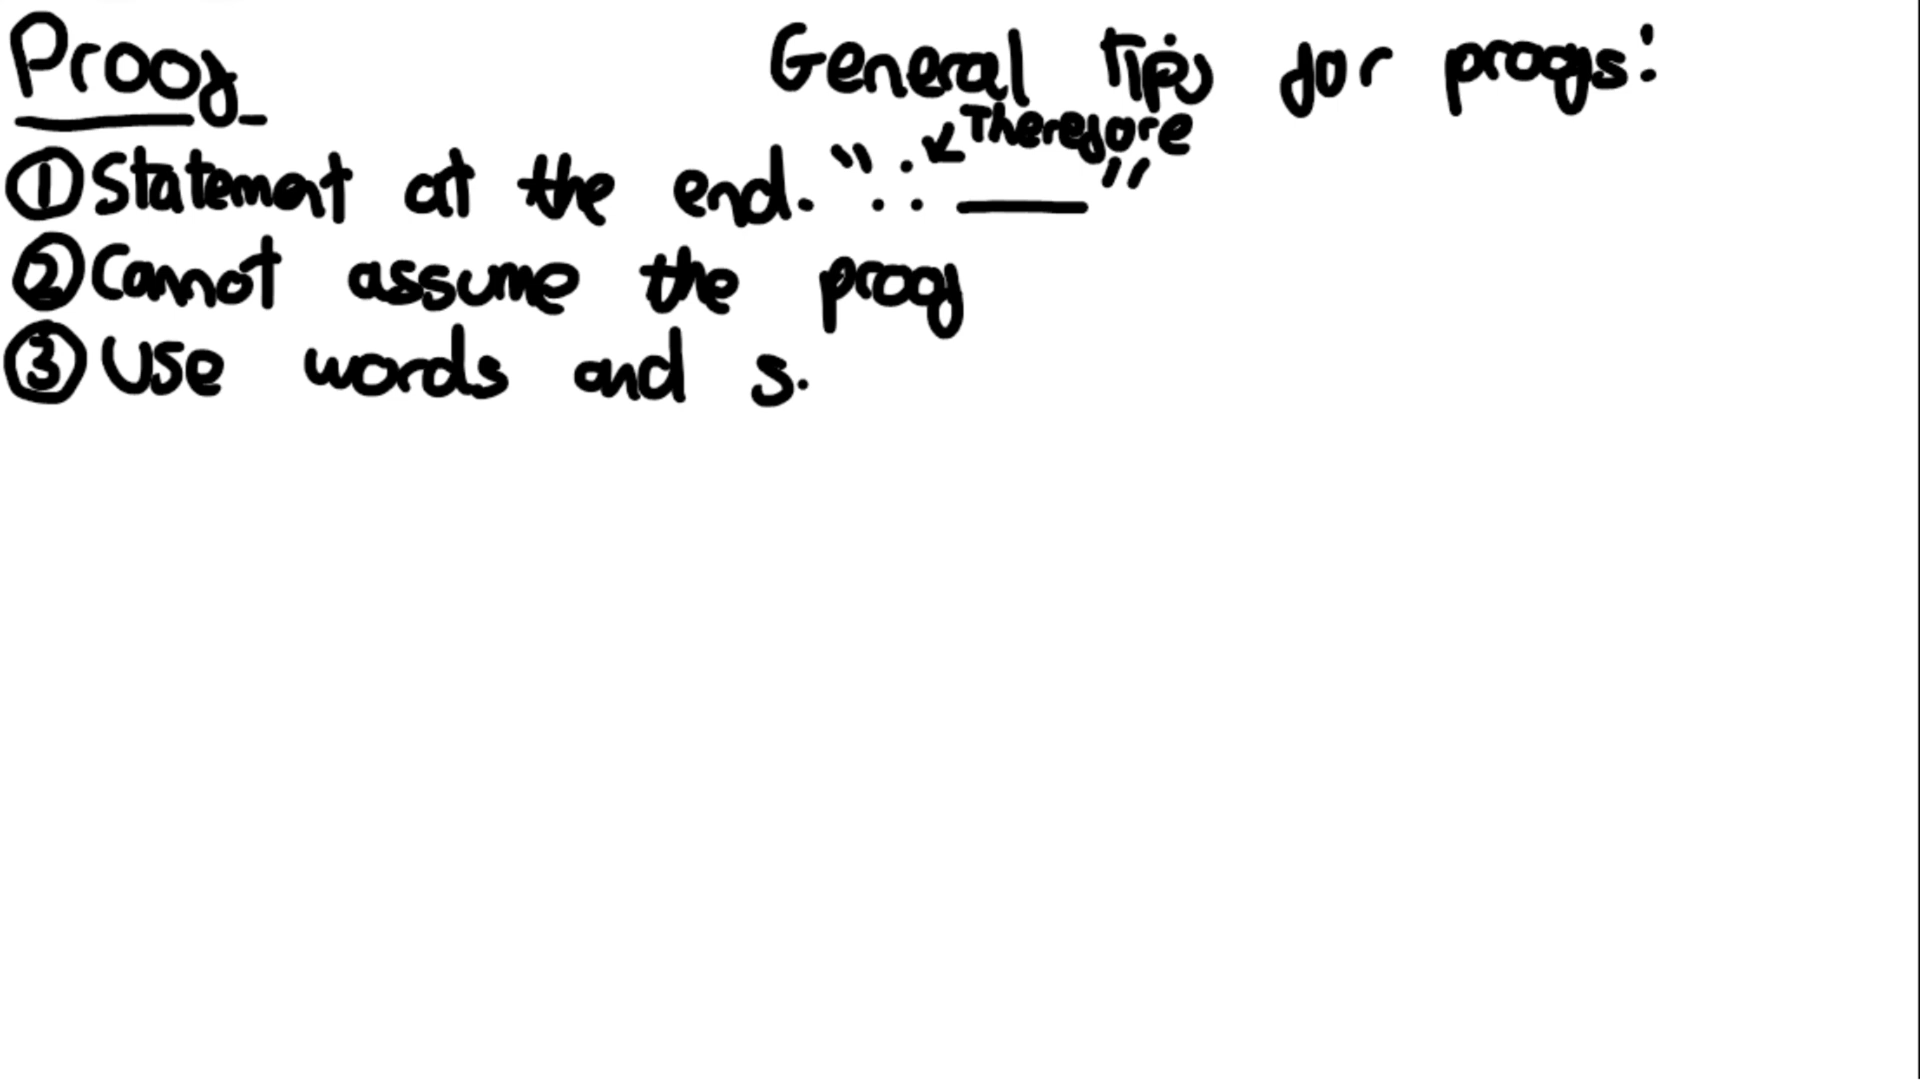 Proof
General tips for proofs:
Therefore
① Statement at the end. "∴ ____"
② Cannot assume the proof
③ Use words and s.